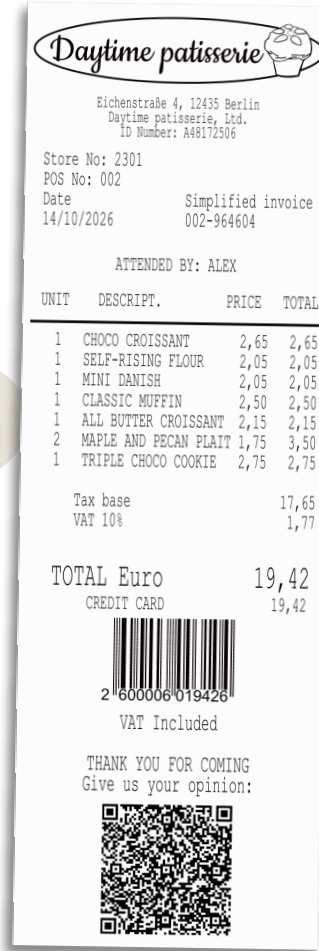 Daytime patisserie
Eichenstraße 4, 12435 Berlin
Daytime patisserie, Ltd.
ID Number: A48172506
Store No: 2301
POS No: 002
Date Simplified invoice
14/10/2026 002-964604
ATTENDED BY: ALEX
UNIT DESCRIPT. PRICE TOTAL
1 CHOCO CROISSANT 2,65 2,65
1 SELF-RISING FLOUR 2,05 2,05
1 MINI DANISH 2,05 2,05
1 CLASSIC MUFFIN 2,50 2,50
1 ALL BUTTER CROISSANT 2,15 2,15
2 MAPLE AND PECAN PLAIT 1,75 3,50
1 TRIPLE CHOCO COOKIE 2,75 2,75
Tax base 17,65
VAT 10% 1,77
TOTAL Euro 19,42
CREDIT CARD 19,42
2 600006 019426
VAT Included
THANK YOU FOR COMING
Give us your opinion: